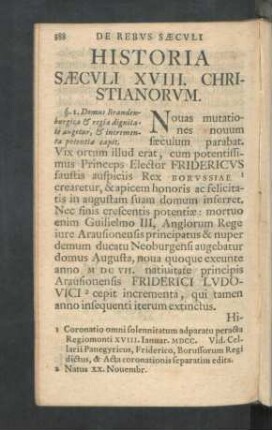 188 DE REBVS SÆCVLI
HISTORIA
SÆCVLI XVIII. CHRI-
STIANORVM.
§. 1. Domus Branden-
burgica & regia dignita-
te augetur, & incremen-
ta potentiæ capit.
Notas mutatio-
nes nouum
sæculum parabat.
Vix ortum illud erat, cum potentissi-
mus Princeps Elector FRIDERICVS
faustis auspiciis Rex BORVSSIAE 1
crearetur, & apicem honoris ac felicita-
tis in augustam suam domum inferret.
Nec finis crescentis potentiæ: mortuo
enim Guilielmo III, Anglorum Rege
iure Arausionensis principatus & nuper-
demum ducatu Neoburgensi augebatur
domus Augusta, noua quoque exeunte
anno MDCVII. natiuitate principis
Arausionensis FRIDERICI LVDO-
VICI 2 cepit incrementa, qui tamen
anno insequenti iterum extinctus.
Hi-
1 Coronatio omni solennitatum adparatu peracta
Regiomonti XVIII. Ianuar. MDCC. Vid. Cel-
larii Panegyricus, Friderico, Borussorum Regi
dictus, & Acta coronationis separatim edita.
2 Natus XX. Nouembr.